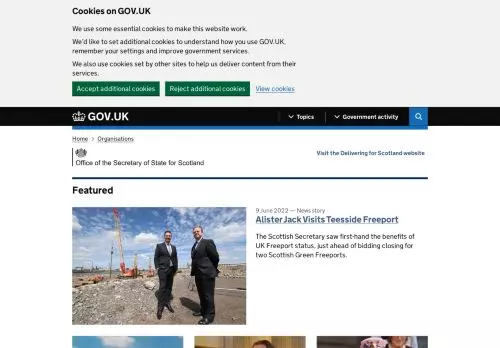 Cookies on GOV.UK
We use some essential cookies to make this website work.
We'd like to set additional cookies to understand how you use GOV.UK,
remember your settings and improve government services.
We also use cookies set by other sites to help us deliver content from their
services.
Accept additional cookies Reject additional cookies View cookies
GOV.UK Topics Government activity
Home Organisations
Office of the Secretary of State for Scotland Visit the Delivering for Scotland website
Featured
9 June 2022 — News story
Alister Jack Visits Teesside Freeport
The Scottish Secretary saw first-hand the benefits of
UK Freeport status, just ahead of bidding closing for
two Scottish Green Freeports.